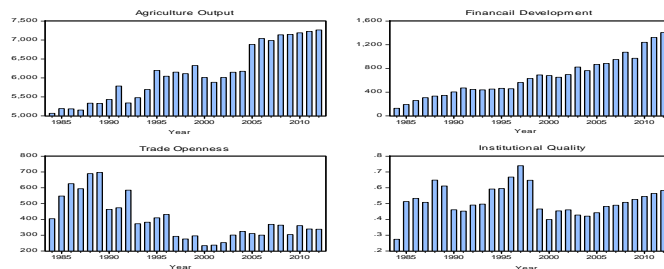 Agriculture Output
7,500
7,000
6,500
6,000
5,500
5,000
1985 1990 1995 2000 2005 2010
Year
Financail Development
1,600
1,200
800
400
0
1985 1990 1995 2000 2005 2010
Year
Trade Openness
800
700
600
500
400
300
200
1985 1990 1995 2000 2005 2010
Year
Institutional Quality
.8
.7
.6
.5
.4
.3
.2
1985 1990 1995 2000 2005 2010
Year